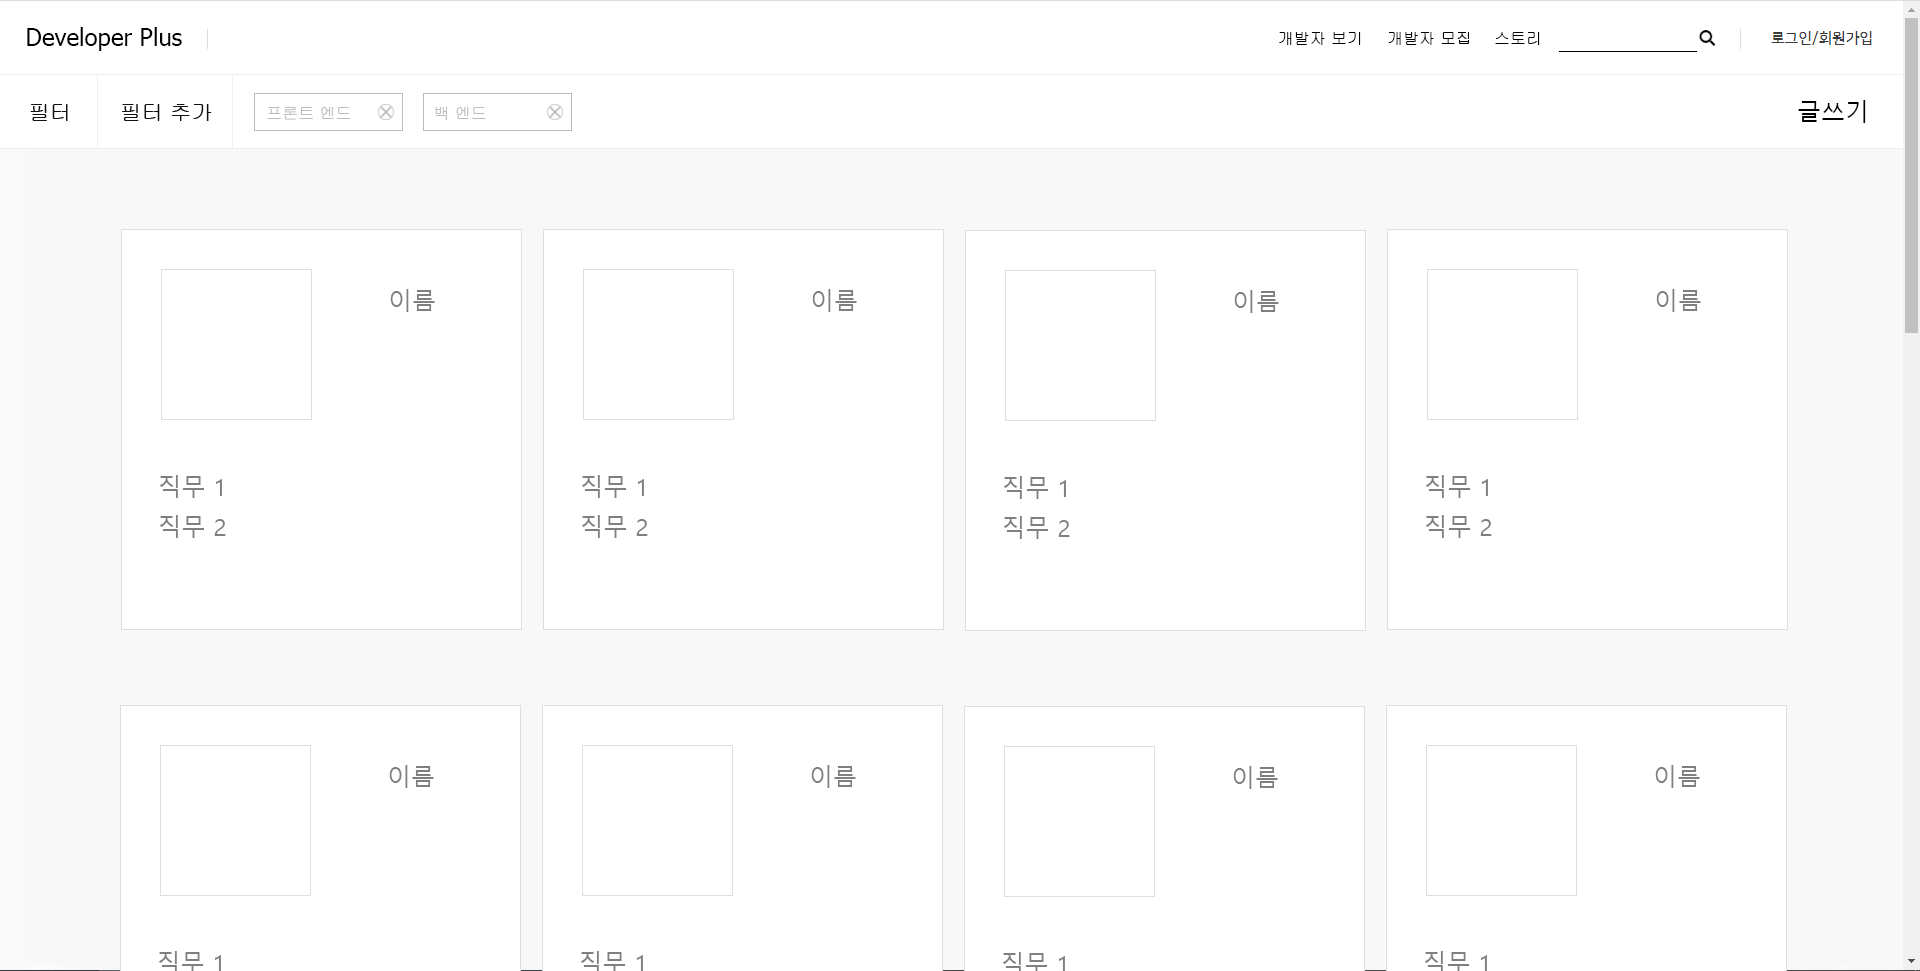 Developer Plus 개발자 보기 개발자 모집 스토리 로그인/회원가입
필터 필터 추가 프론트 엔드 백 엔드 글쓰기
이름 이름 이름 이름
직무 1 직무 1 직무 1 직무 1
직무 2 직무 2 직무 2 직무 2
이름 이름 이름 이름
직무 1 직무 1 직무 1 직무 1